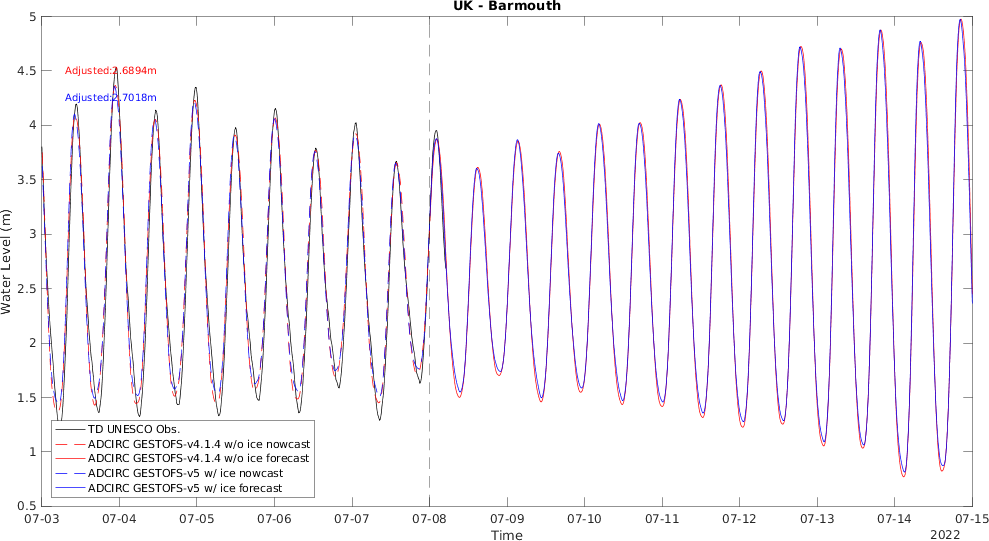 UK - Barmouth
5
4.5
4
3.5
3
2.5
2
1.5
1
0.5
Water Level (m)
Adjusted:2.6894m
Adjusted:2.7018m
TD UNESCO Obs.
ADCIRC GESTOFS-v4.1.4 w/o ice nowcast
ADCIRC GESTOFS-v4.1.4 w/o ice forecast
ADCIRC GESTOFS-v5 w/ ice nowcast
ADCIRC GESTOFS-v5 w/ ice forecast
07-03 07-04 07-05 07-06 07-07 07-08 07-09 07-10 07-11 07-12 07-13 07-14 07-15
Time
2022